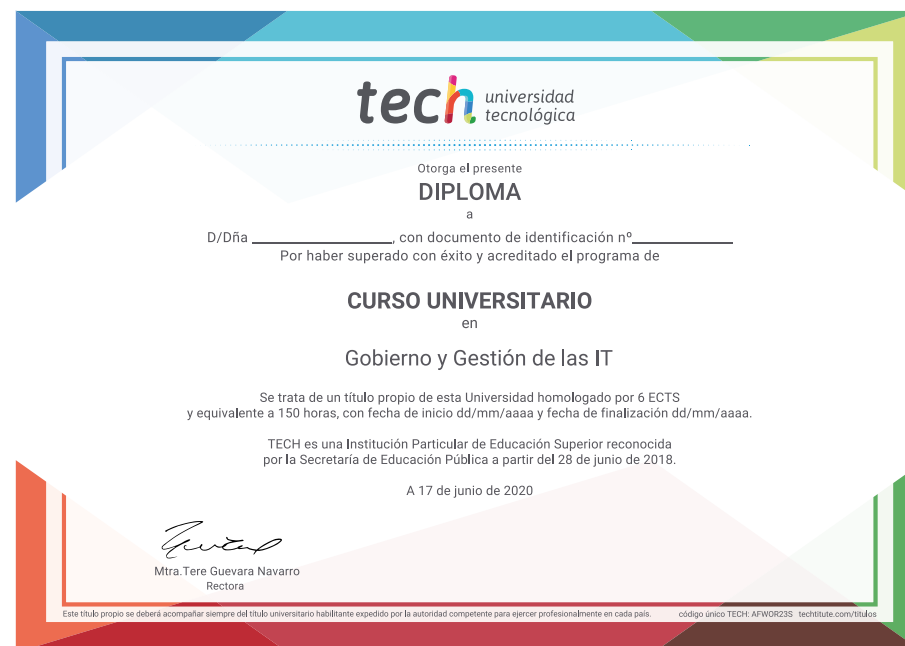 tech universidad
tecnológica
Otorga el presente
DIPLOMA
a
D/Dña ____________________, con documento de identificación nº______________
Por haber superado con éxito y acreditado el programa de
CURSO UNIVERSITARIO
en
Gobierno y Gestión de las IT
Se trata de un título propio de esta Universidad homologado por 6 ECTS
y equivalente a 150 horas, con fecha de inicio dd/mm/aaaa y fecha de finalización dd/mm/aaaa.
TECH es una Institución Particular de Educación Superior reconocida
por la Secretaría de Educación Pública a partir del 28 de junio de 2018.
A 17 de junio de 2020
Mtra.Tere Guevara Navarro
Rectora
Este título propio se deberá acompañar siempre del título universitario habilitante expedido por la autoridad competente para ejercer profesionalmente en cada país. código único TECH: AFWOR23S techtitute.com/titulos